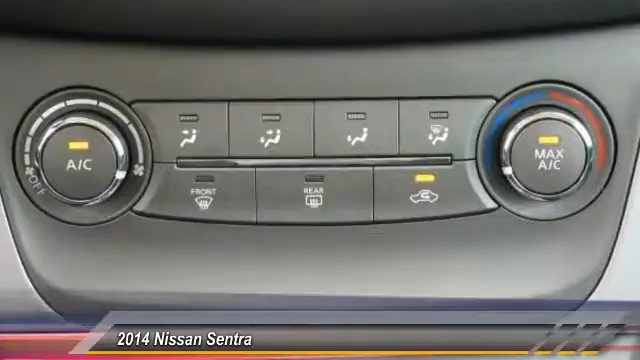 A/C
OFF
FRONT
REAR
MAX
A/C
2014 Nissan Sentra